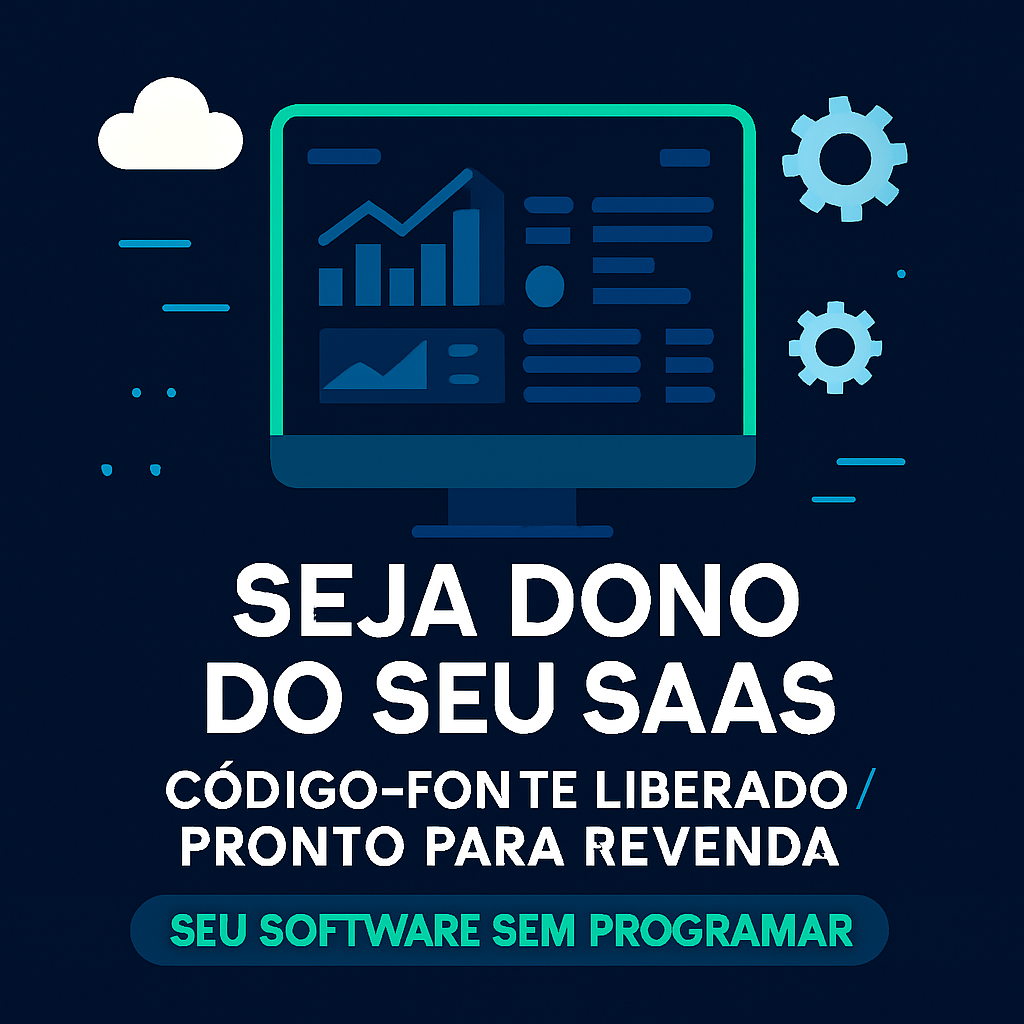 SEJA DONO
DO SEU SAAS
CÓDIGO-FONTE LIBERADO /
PRONTO PARA REVENDA
SEU SOFTWARE SEM PROGRAMAR